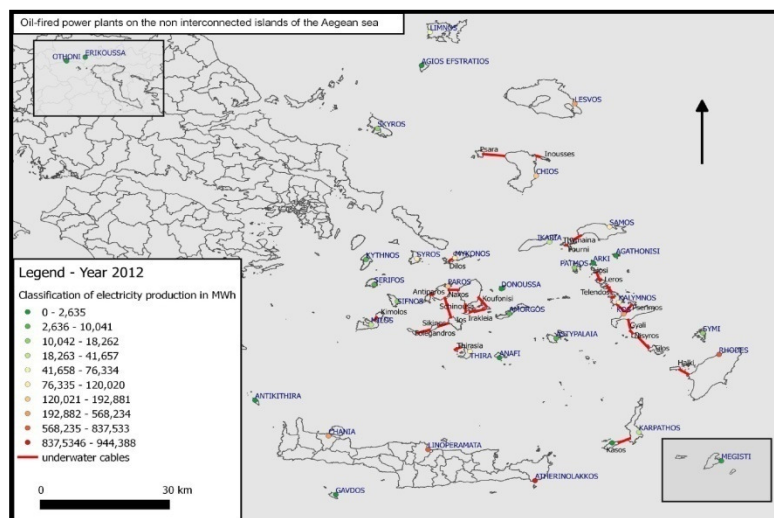 Oil-fired power plants on the non interconnected islands of the Aegean sea
LIMNOS
ERIKOUSSA
OTHONI
AGIOS EFSTRATIOS
LESVOS
SKYROS
Psara
Inousses
CHIOS
SAMOS
IKARIA
Thymaina
Fourni
AGATHONISI
ARKI
PATMOS
Lipsi
Leros
Telendos
KALYMNOS
Pserimos
KOS
KYTHNOS
SYROS
MYKONOS
Dilos
SERIFOS
PAROS
Antiparos
Naxos
DONOUSSA
SIFNOS
Schinousa
Koufonisi
Kimolos
Ios
Irakleia
AMORGOS
MILOS
Sikinos
Folegandros
Gyali
Nisyros
Tilos
SYMI
ASTYPALAIA
Thirasia
THIRA
ANAFI
RHODES
Halki
ANTIKITHIRA
CHANIA
LINOPERAMATA
KARPATHOS
Kasos
MEGISTI
ATHERINOLAKKOS
GAVDOS
Legend - Year 2012
Classification of electricity production in MWh
0 - 2,635
2,636 - 10,041
10,042 - 18,262
18,263 - 41,657
41,658 - 76,334
76,335 - 120,020
120,021 - 192,881
192,882 - 568,234
568,235 - 837,533
837,5346 - 944,388
underwater cables
0 30 km